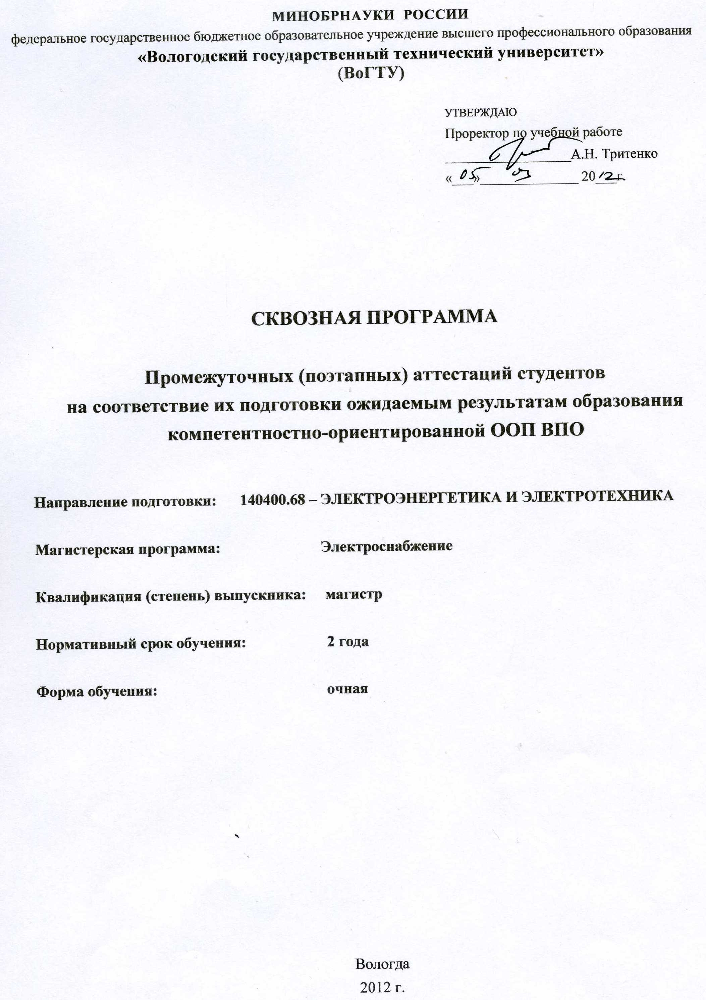 МИНОБРНАУКИ РОССИИ
федеральное государственное бюджетное образовательное учреждение высшего профессионального образования
«Вологодский государственный технический университет»
(ВоГТУ)
УТВЕРЖДАЮ
Проректор по учебной работе
А.Н. Тритенко
«05» 03 2012 г.
СКВОЗНАЯ ПРОГРАММА
Промежуточных (поэтапных) аттестаций студентов
на соответствие их подготовки ожидаемым результатам образования
компетентностно-ориентированной ООП ВПО
Направление подготовки: 140400.68 – ЭЛЕКТРОЭНЕРГЕТИКА И ЭЛЕКТРОТЕХНИКА
Магистерская программа: Электроснабжение
Квалификация (степень) выпускника: магистр
Нормативный срок обучения: 2 года
Форма обучения: очная
Вологда
2012 г.